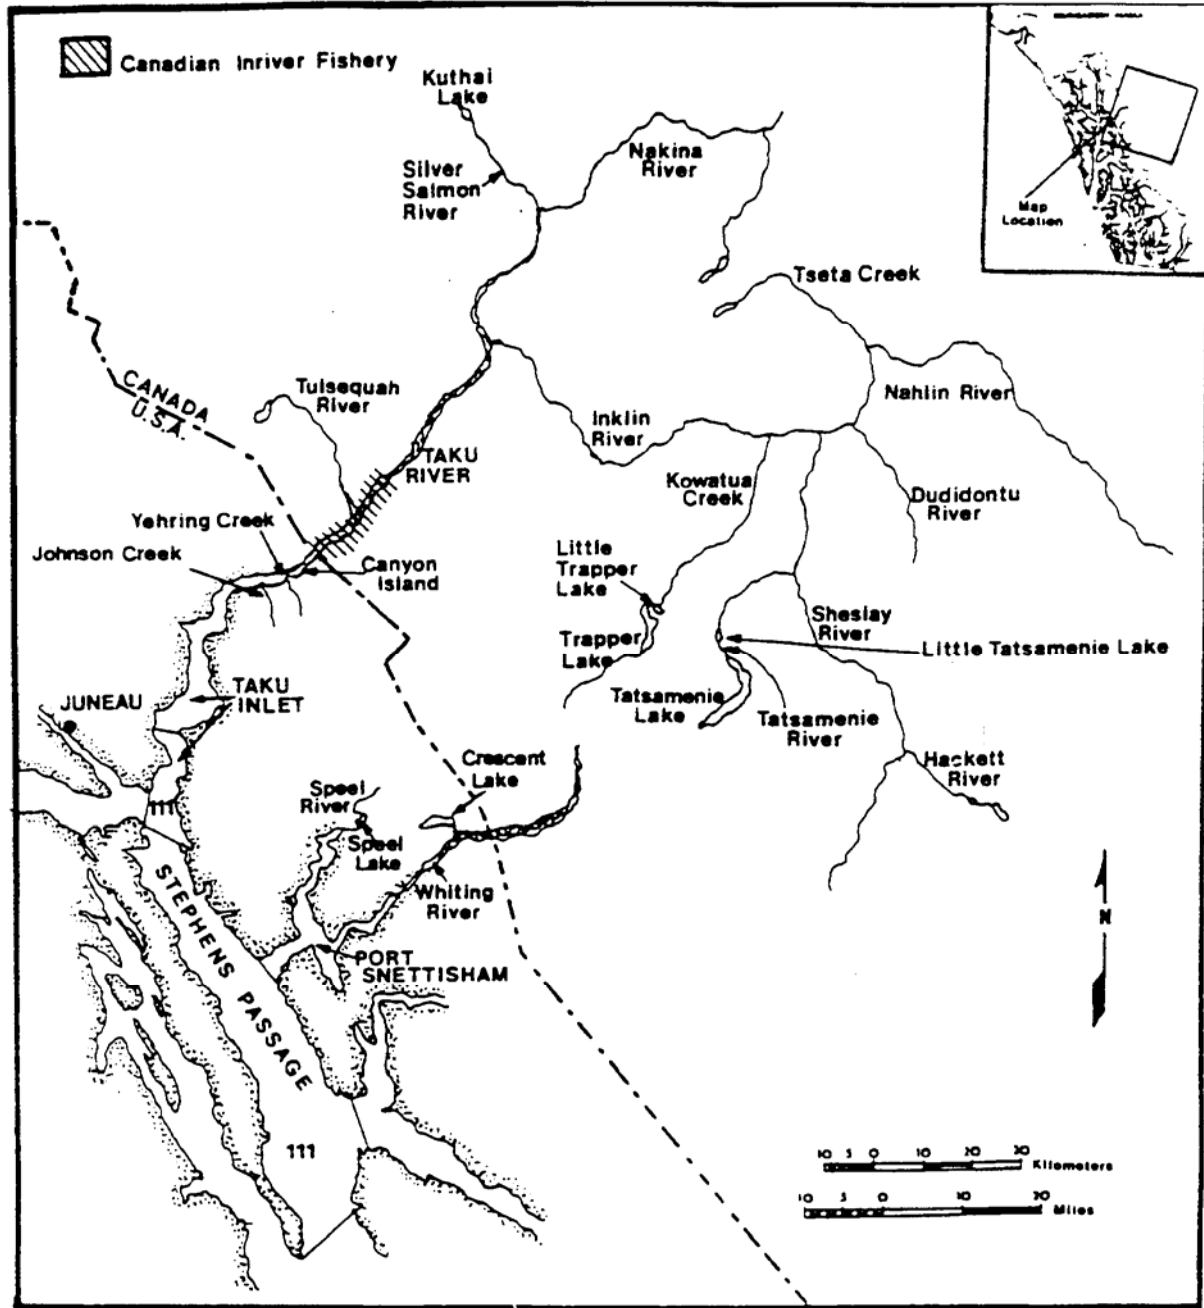 Canadian Inriver Fishery
Map
Location
Kuthai
Lake
Silver
Salmon
River
Nakina
River
Tseta Creek
CANADA
U.S.A.
Tulsequah
River
Inklin
River
Nahlin River
TAKU
RIVER
Kowatua
Creek
Dudidontu
River
Yehring Creek
Johnson Creek
Canyon
Island
Little
Trapper
Lake
Trapper
Lake
Sheslay
River
Little Tatsamenie Lake
JUNEAU
TAKU
INLET
Tatsamenie
Lake
Tatsamenie
River
Crescent
Lake
Hackett
River
Speel
River
Speel
Lake
111
Whiting
River
STEPHENS PASSAGE
PORT
SNETTISHAM
N
111
10 5 0 10 20 30
Kilometers
10 5 0 10 20
Miles